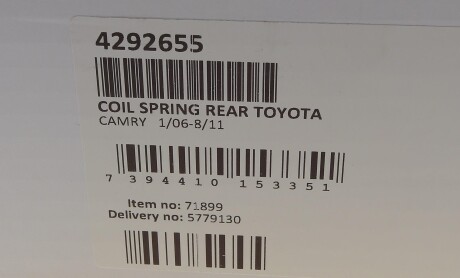 4292655
COIL SPRING REAR TOYOTA
CAMRY 1/06-8/11
7 394410 153351
Item no: 71899
Delivery no: 5779130